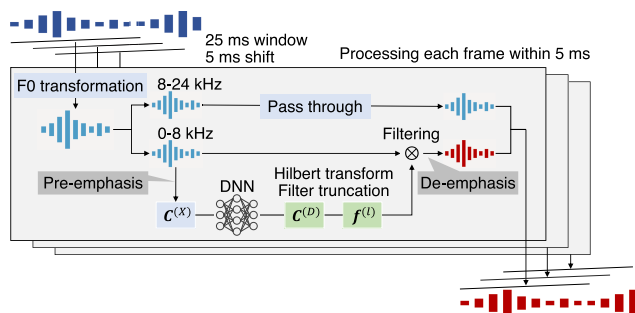 25 ms window
5 ms shift
Processing each frame within 5 ms
F0 transformation
8-24 kHz
Pass through
0-8 kHz
Filtering
Pre-emphasis
De-emphasis
DNN
Hilbert transform
Filter truncation
C^(X)
C^(D)
f^(l)